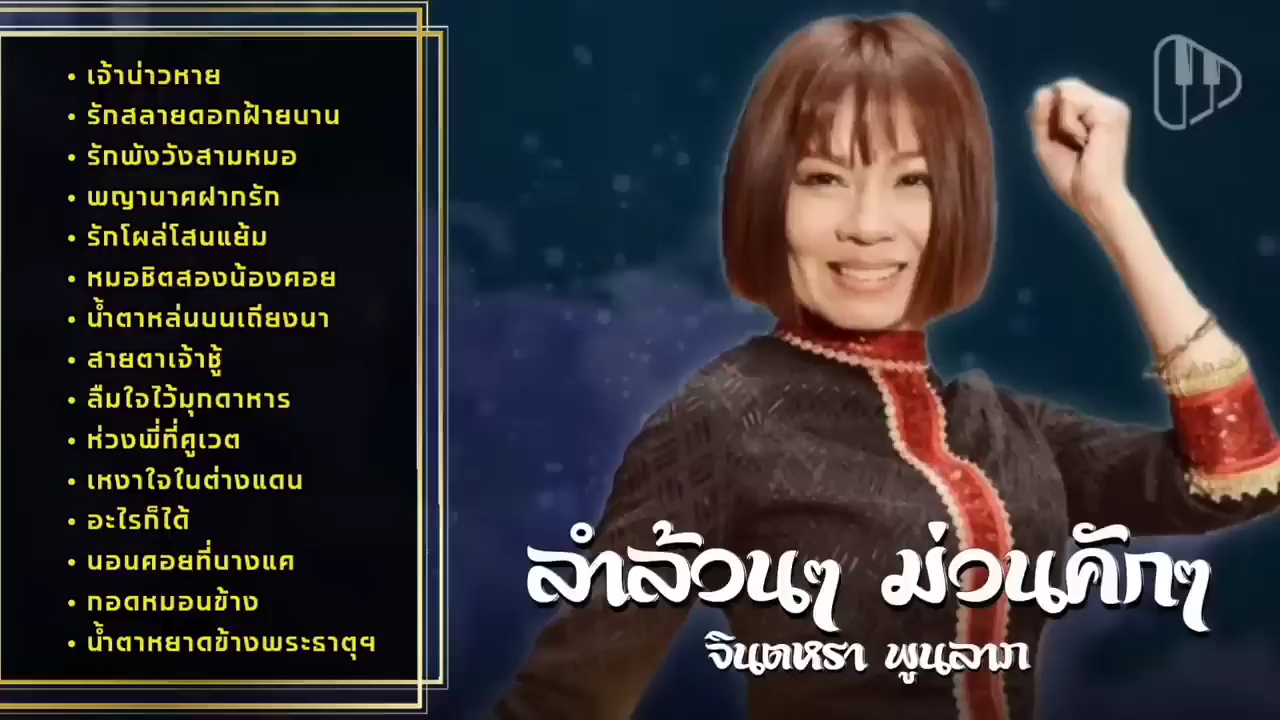 • เจ้าบ่าวหาย
• รักสลายดอกฝ้ายบาน
• รักพังวังสามหมอ
• พญานาคฝากรัก
• รักโผล่โสนแย้ม
• หมอชิตสองน้องคอย
• น้ำตาหล่นบนเถียงนา
• สายตาเจ้าชู้
• ลืมใจไว้มุกดาหาร
• ห่วงพี่ที่คูเวต
• เหงาใจในต่างแดน
• อะไรก็ได้
• นอนคอยที่บางแค
• กอดหมอนข้าง
• น้ำตาหยาดข้างพระธาตุฯ
ลำล้วนๆ ม่วนคักๆ
จินตหรา พูนลาภ